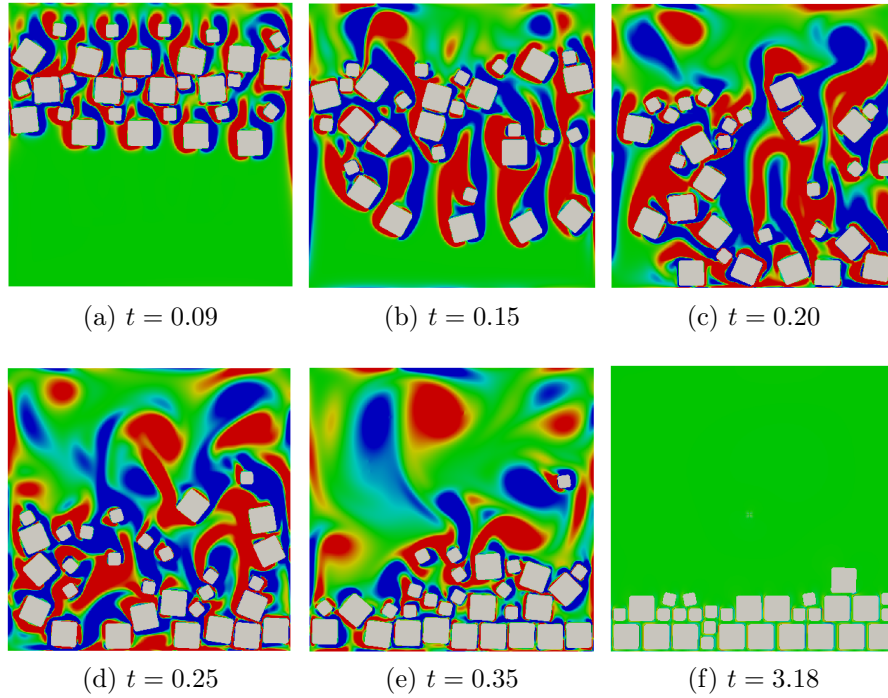 (a) t = 0.09
(b) t = 0.15
(c) t = 0.20
(d) t = 0.25
(e) t = 0.35
(f) t = 3.18